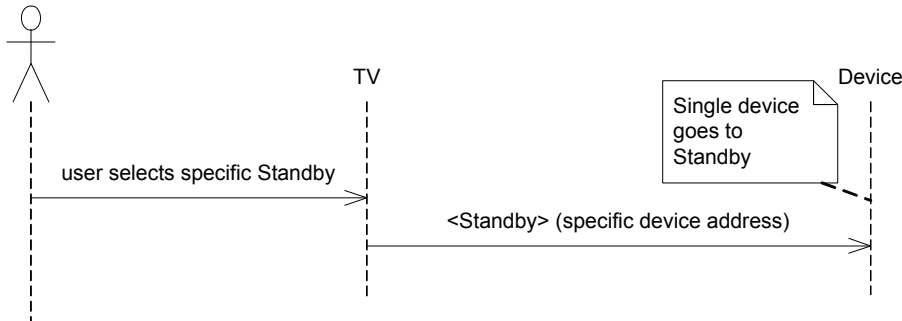 TV
Device
Single device
goes to
Standby
user selects specific Standby
<Standby> (specific device address)